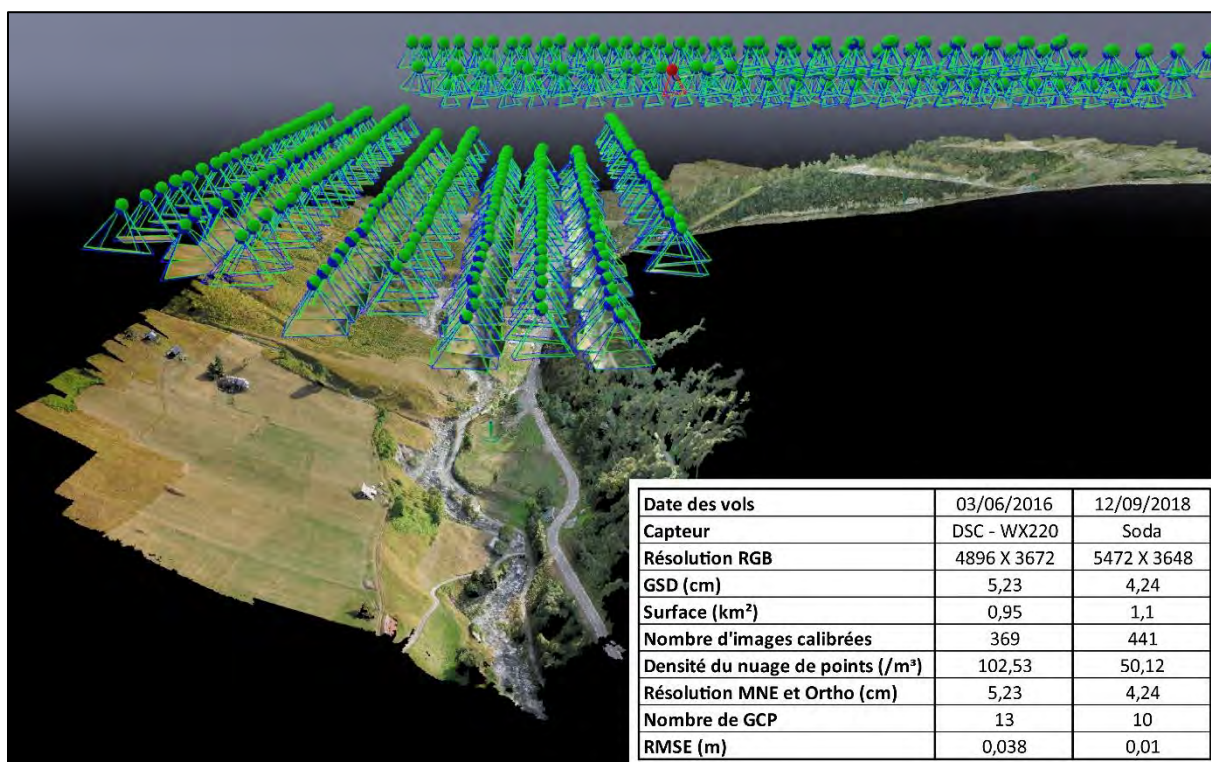 Date des vols 03/06/2016 12/09/2018
Capteur DSC - WX220 Soda
Résolution RGB 4896 X 3672 5472 X 3648
GSD (cm) 5,23 4,24
Surface (km²) 0,95 1,1
Nombre d'images calibrées 369 441
Densité du nuage de points (/m³) 102,53 50,12
Résolution MNE et Ortho (cm) 5,23 4,24
Nombre de GCP 13 10
RMSE (m) 0,038 0,01